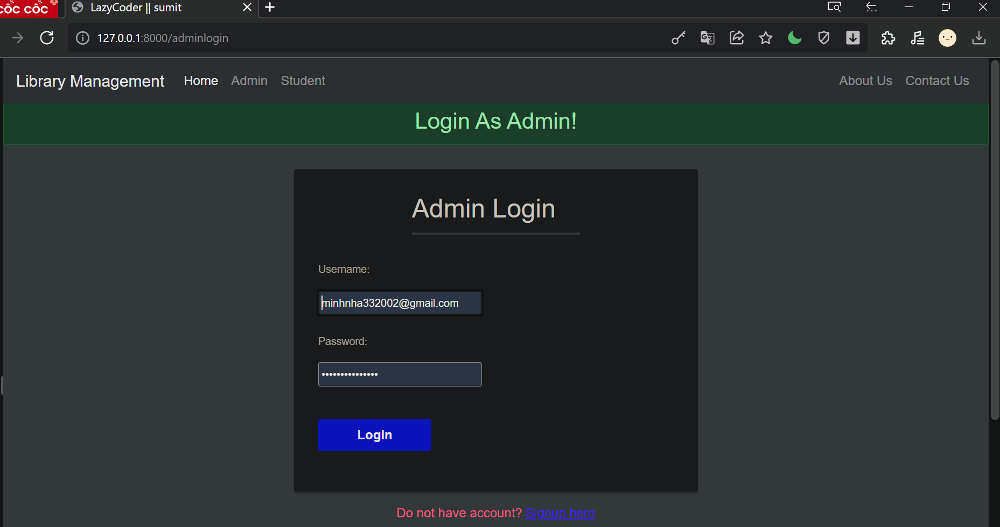 cốc cốc LazyCoder || sumit
127.0.0.1:8000/adminlogin
Library Management Home Admin Student About Us Contact Us
Login As Admin!
Admin Login
Username:
minhnha332002@gmail.com
Password:
•••••••••••••••
Login
Do not have account? Signup here